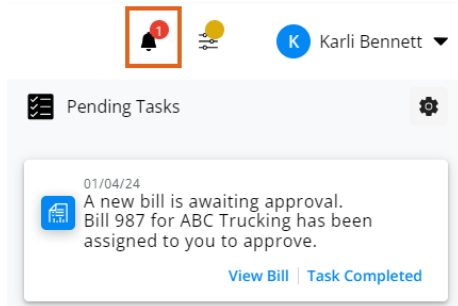 1
K Karli Bennett
Pending Tasks
01/04/24
A new bill is awaiting approval.
Bill 987 for ABC Trucking has been
assigned to you to approve.
View Bill Task Completed